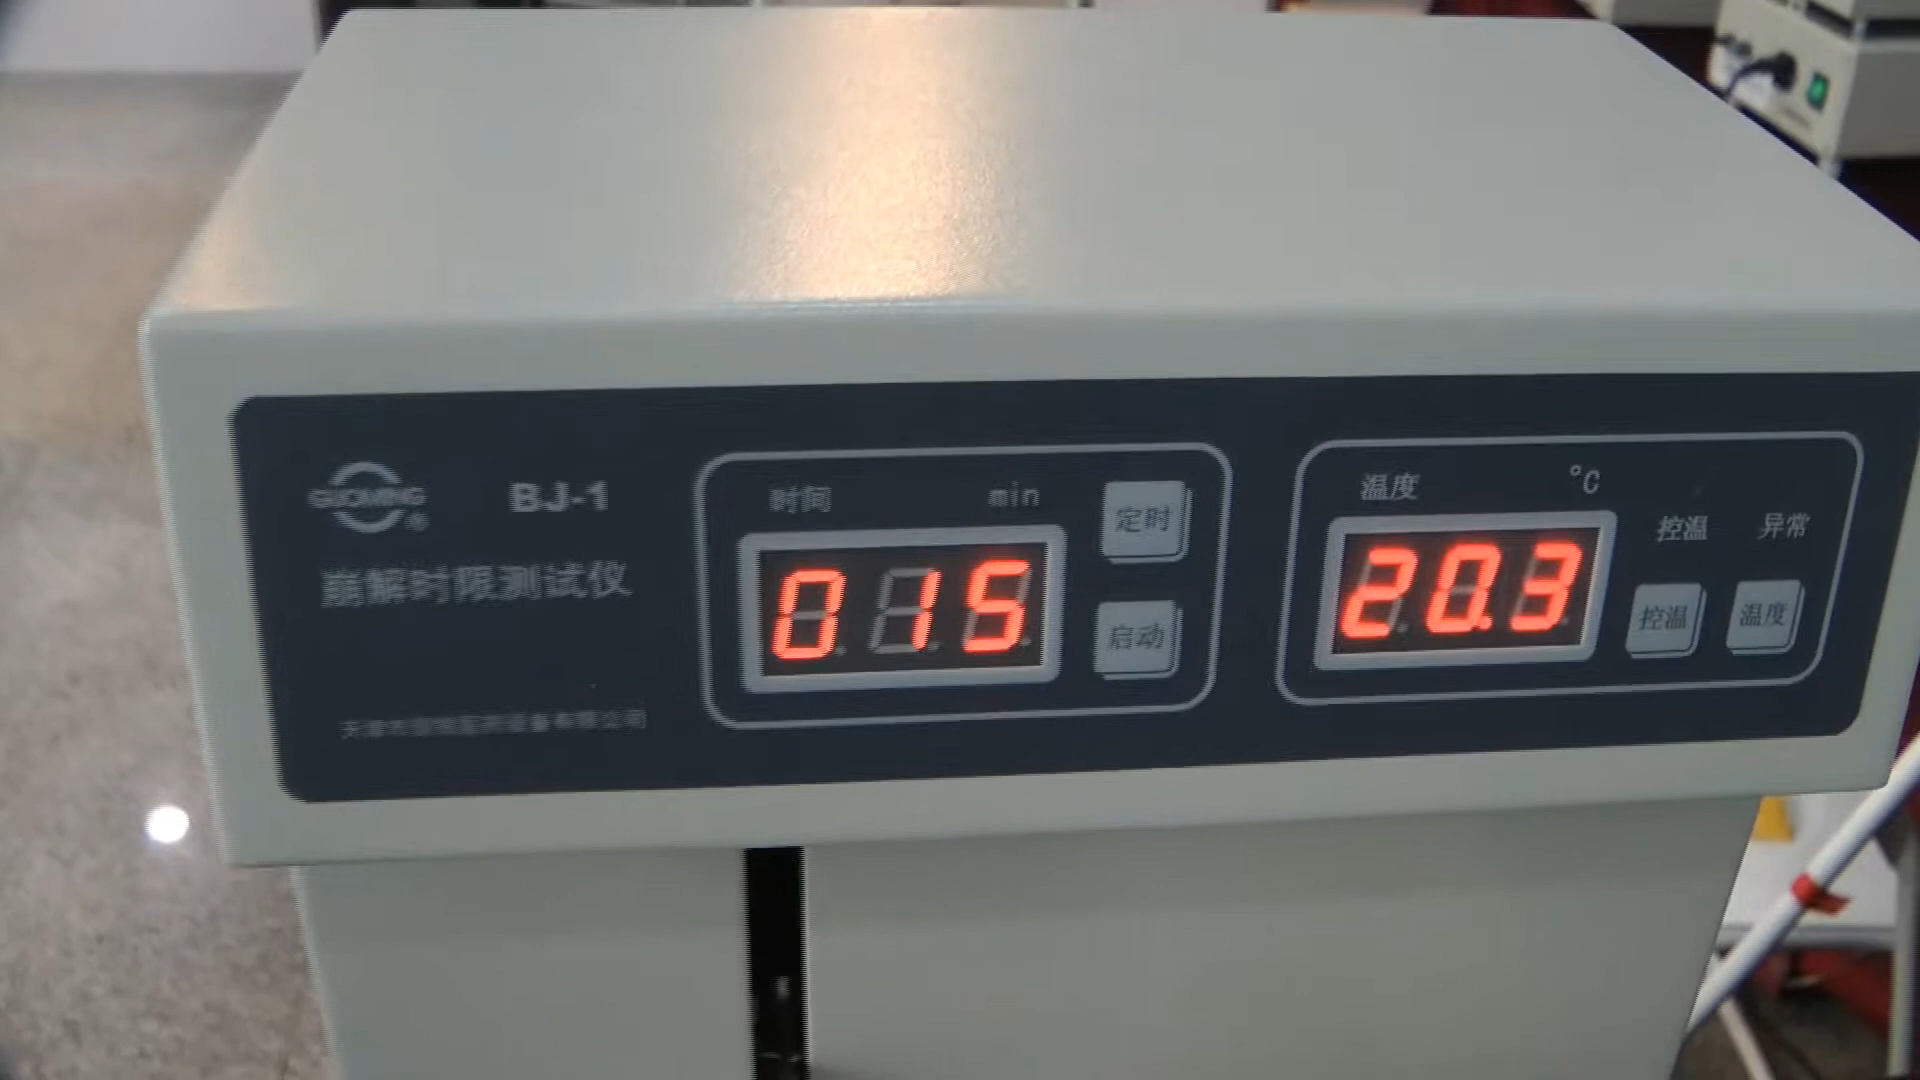 GUOMING
BJ-1
崩解时限测试仪
时间 min
015
定时
启动
温度 ℃
20.3
控温 异常
控温 温度